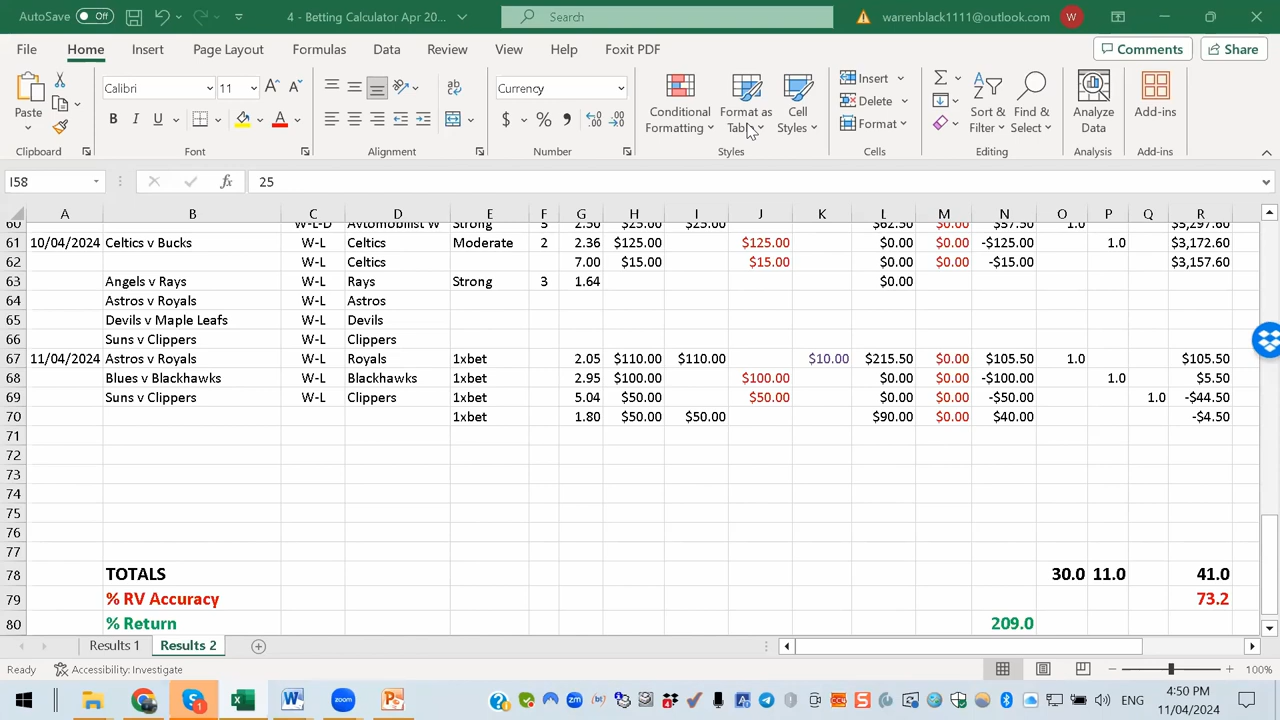 AutoSave Off 4 - Betting Calculator Apr 20... Search warrenblack1111@outlook.com W
File Home Insert Page Layout Formulas Data Review View Help Foxit PDF Comments Share
Paste Calibri 11 Currency Conditional Formatting Format as Table Cell Styles Insert Delete Format Sort & Filter Find & Select Analyze Data Add-ins
Clipboard Font Alignment Number Styles Cells Editing Analysis Add-ins
I58 fx 25
A B C D E F G H I J K L M N O P Q R
60 W-L-D Avtomobilist W Strong 3 2.50 $25.00 $25.00 $62.50 $0.00 $37.50 1.0 $3,297.60
61 10/04/2024 Celtics v Bucks W-L Celtics Moderate 2 2.36 $125.00 $125.00 $0.00 $0.00 -$125.00 1.0 $3,172.60
62 W-L Celtics 7.00 $15.00 $15.00 $0.00 $0.00 -$15.00 $3,157.60
63 Angels v Rays W-L Rays Strong 3 1.64 $0.00
64 Astros v Royals W-L Astros
65 Devils v Maple Leafs W-L Devils
66 Suns v Clippers W-L Clippers
67 11/04/2024 Astros v Royals W-L Royals 1xbet 2.05 $110.00 $110.00 $10.00 $215.50 $0.00 $105.50 1.0 $105.50
68 Blues v Blackhawks W-L Blackhawks 1xbet 2.95 $100.00 $100.00 $0.00 $0.00 -$100.00 1.0 $5.50
69 Suns v Clippers W-L Clippers 1xbet 5.04 $50.00 $50.00 $0.00 $0.00 -$50.00 1.0 -$44.50
70 1xbet 1.80 $50.00 $50.00 $90.00 $0.00 $40.00 -$4.50
71
72
73
74
75
76
77
78 TOTALS 30.0 11.0 41.0
79 % RV Accuracy 73.2
80 % Return 209.0
Results 1 Results 2
Ready Accessibility: Investigate 100%
ENG 4:50 PM
11/04/2024